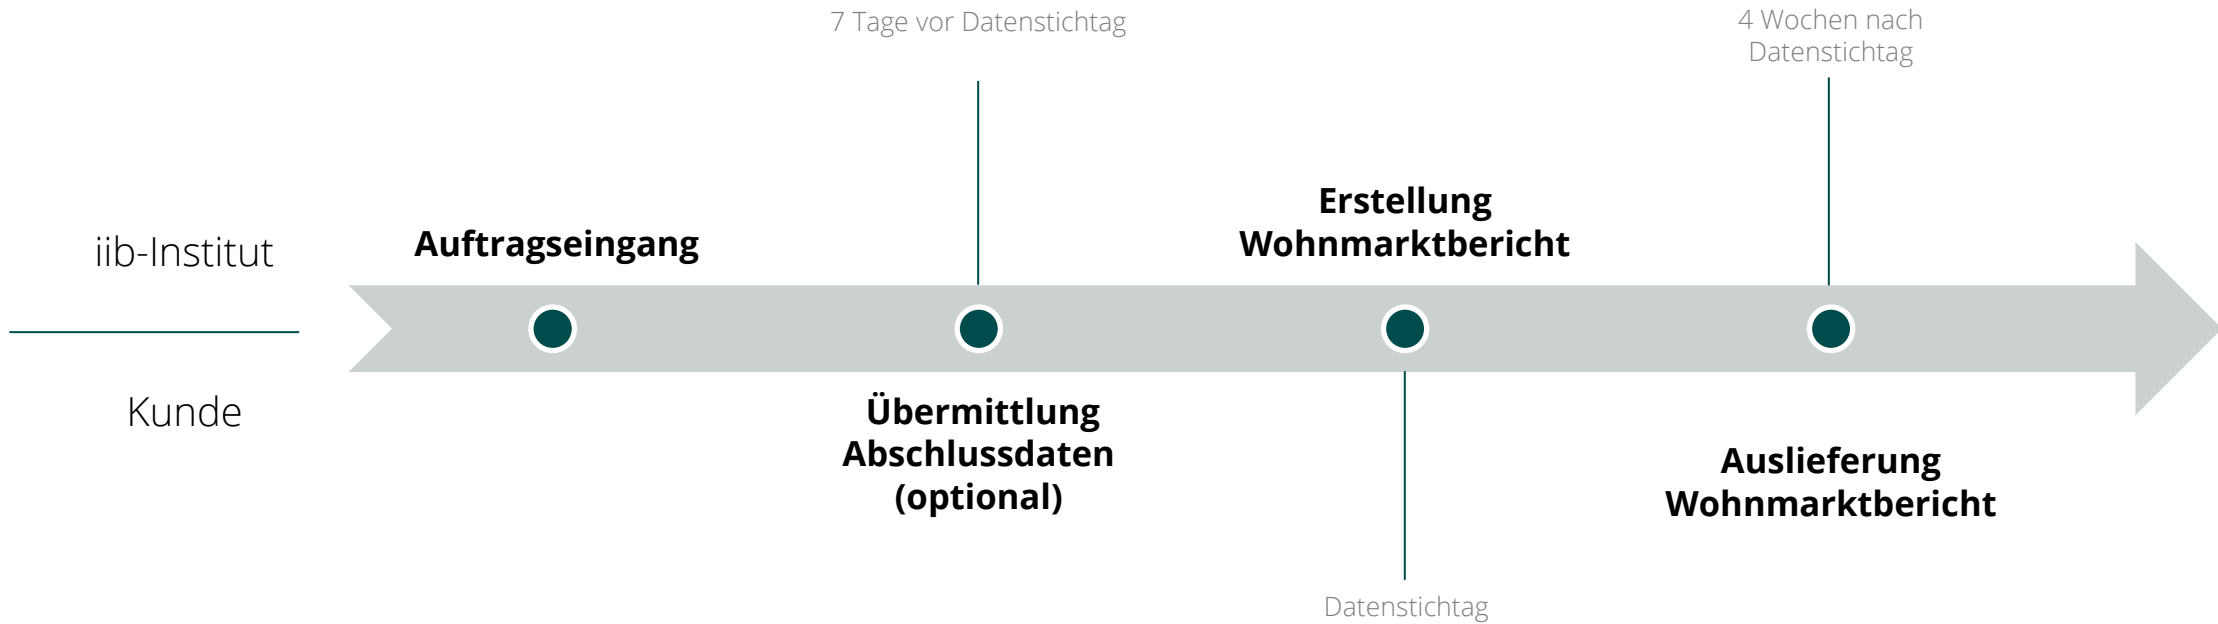 7 Tage vor Datenstichtag
4 Wochen nach
Datenstichtag
iib-Institut
Kunde
Auftragseingang
Übermittlung
Abschlussdaten
(optional)
Erstellung
Wohnmarktbericht
Datenstichtag
Auslieferung
Wohnmarktbericht